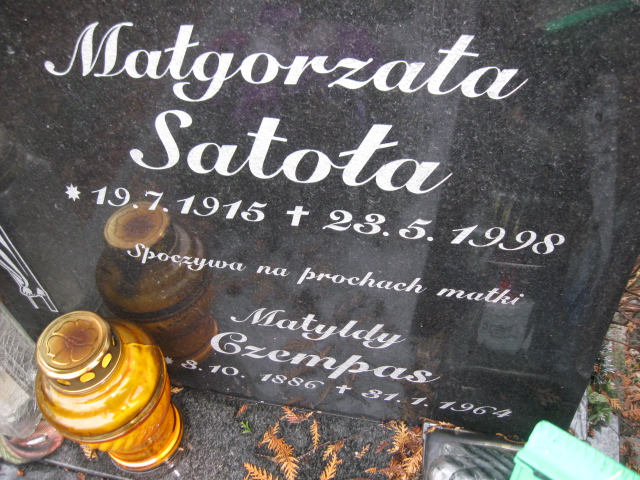 Małgorzata
Satoła
* 19.7.1915 † 23.5.1998
Spoczywa na prochach matki
Matyldy
Czempas
* 3.10.1886 † 31.1.1964